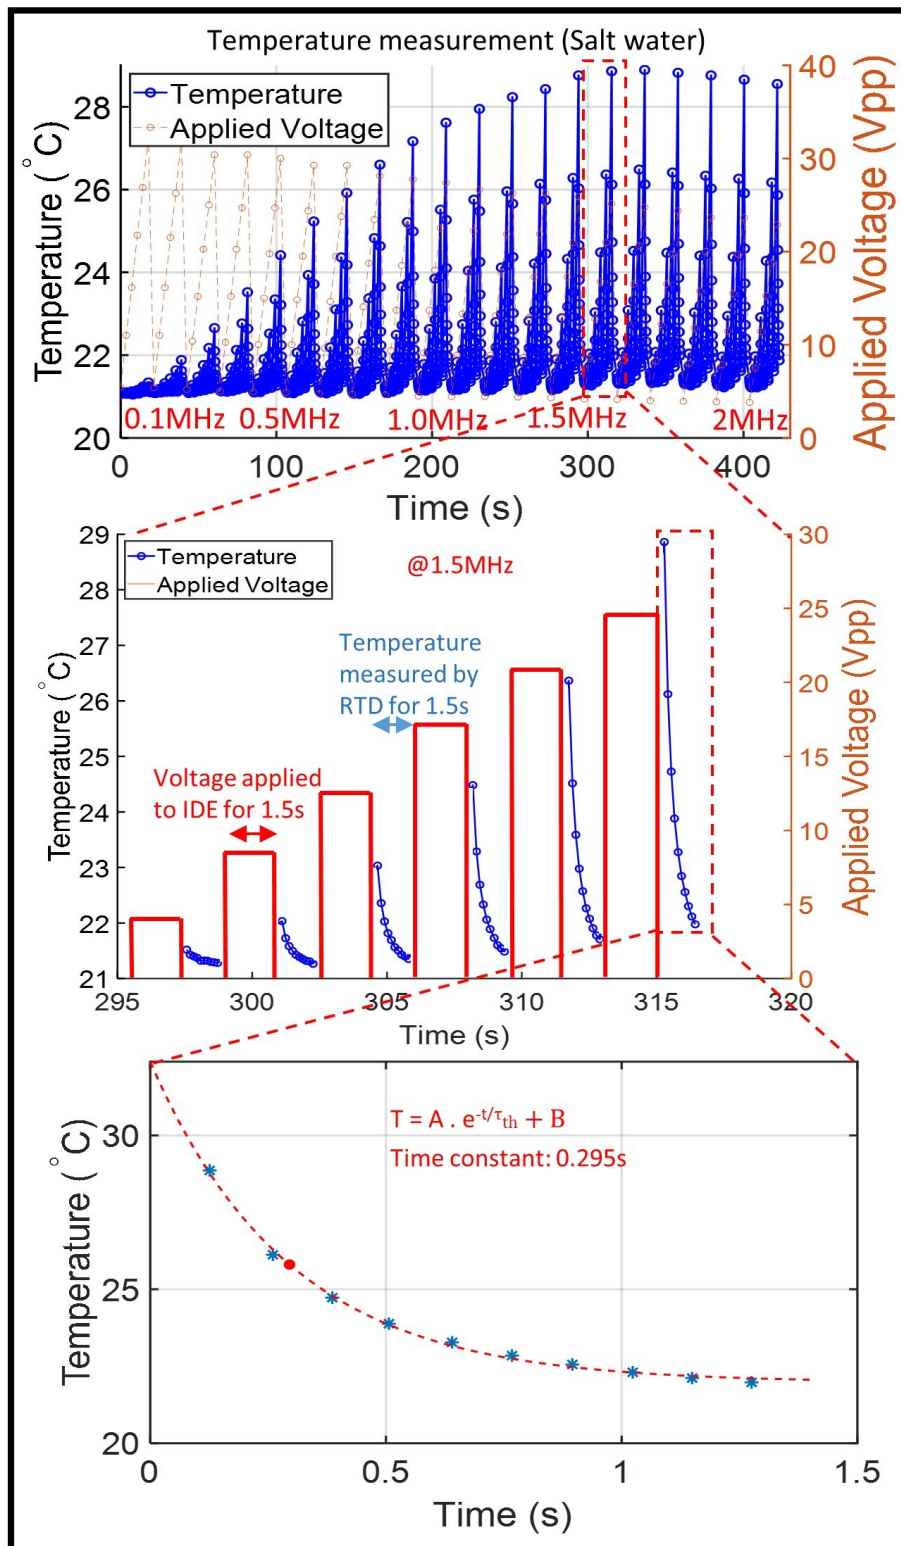 Temperature measurement (Salt water)
Temperature
Applied Voltage
Temperature (°C)
Applied Voltage (Vpp)
28
26
24
22
20
40
30
20
10
0
0.1MHz 0.5MHz 1.0MHz 1.5MHz 2MHz
0 100 200 300 400
Time (s)
Temperature
Applied Voltage
@1.5MHz
Temperature
measured by
RTD for 1.5s
Voltage applied
to IDE for 1.5s
Temperature (°C)
Applied Voltage (Vpp)
29
28
27
26
25
24
23
22
21
30
25
20
15
10
5
0
295 300 305 310 315 320
Time (s)
T = A . e-t/τth + B
Time constant: 0.295s
Temperature (°C)
30
25
20
0 0.5 1 1.5
Time (s)